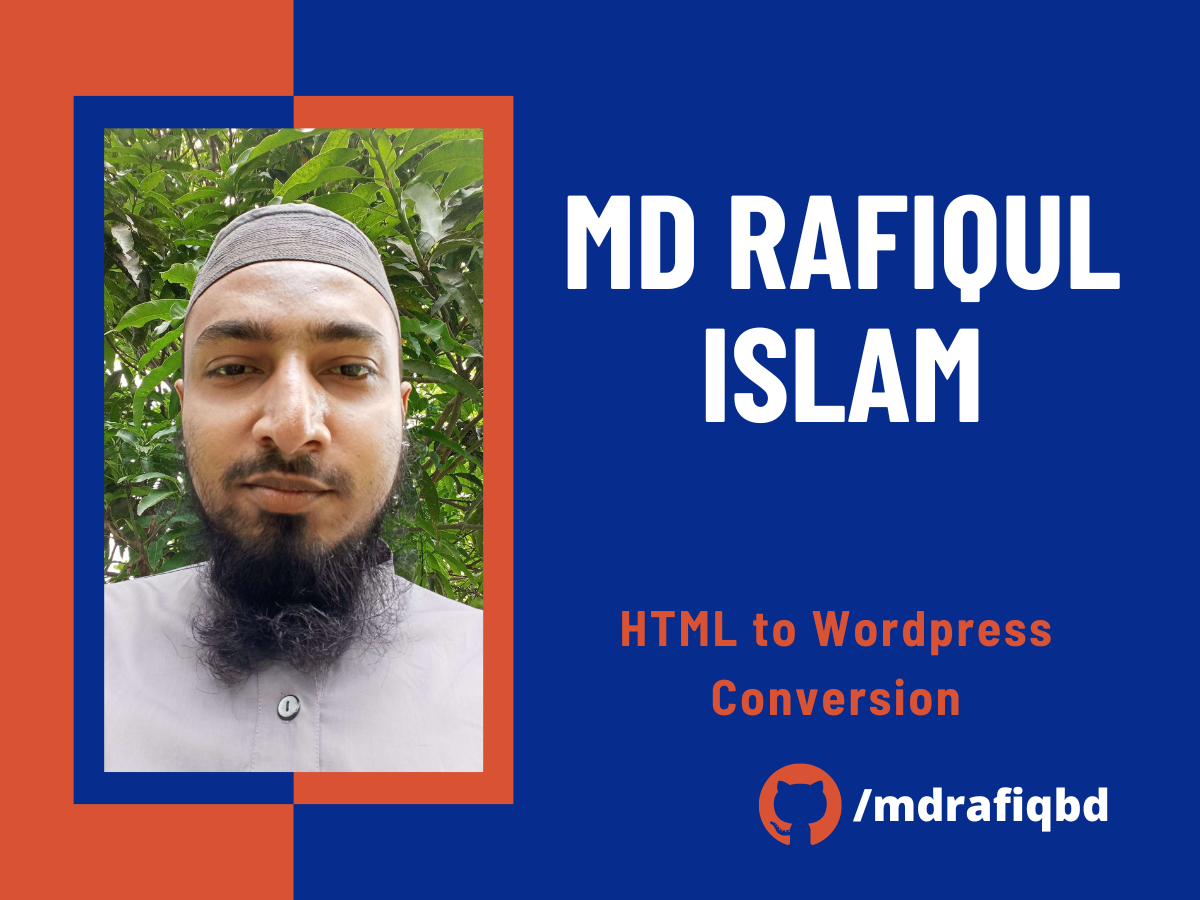 MD RAFIQUL
ISLAM
HTML to Wordpress
Conversion
/mdrafiqbd